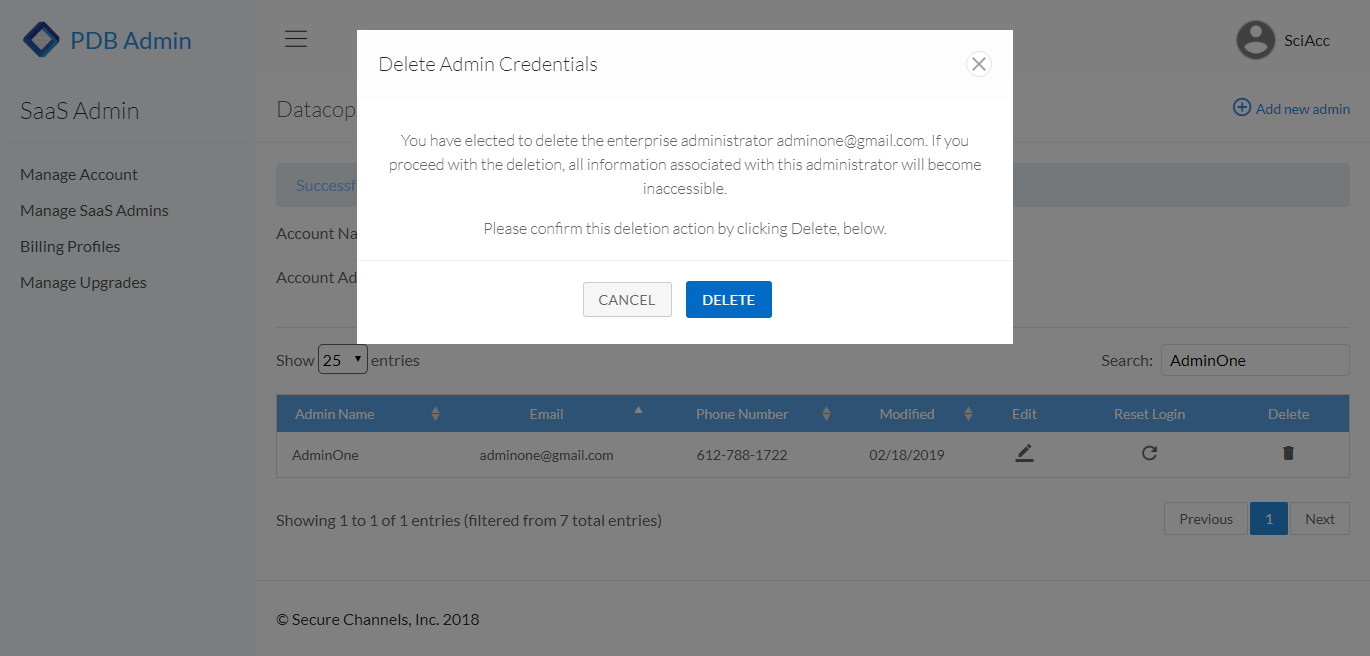 PDB Admin
SciAcc
SaaS Admin
Manage Account
Manage SaaS Admins
Billing Profiles
Manage Upgrades
Delete Admin Credentials
You have elected to delete the enterprise administrator adminone@gmail.com. If you
proceed with the deletion, all information associated with this administrator will become
inaccessible.
Please confirm this deletion action by clicking Delete, below.
CANCEL DELETE
Datacop
Add new admin
Successf
Account Na
Account Ad
Show 25 entries
Search: AdminOne
Admin Name Email Phone Number Modified Edit Reset Login Delete
AdminOne adminone@gmail.com 612-788-1722 02/18/2019
Showing 1 to 1 of 1 entries (filtered from 7 total entries)
Previous 1 Next
© Secure Channels, Inc. 2018